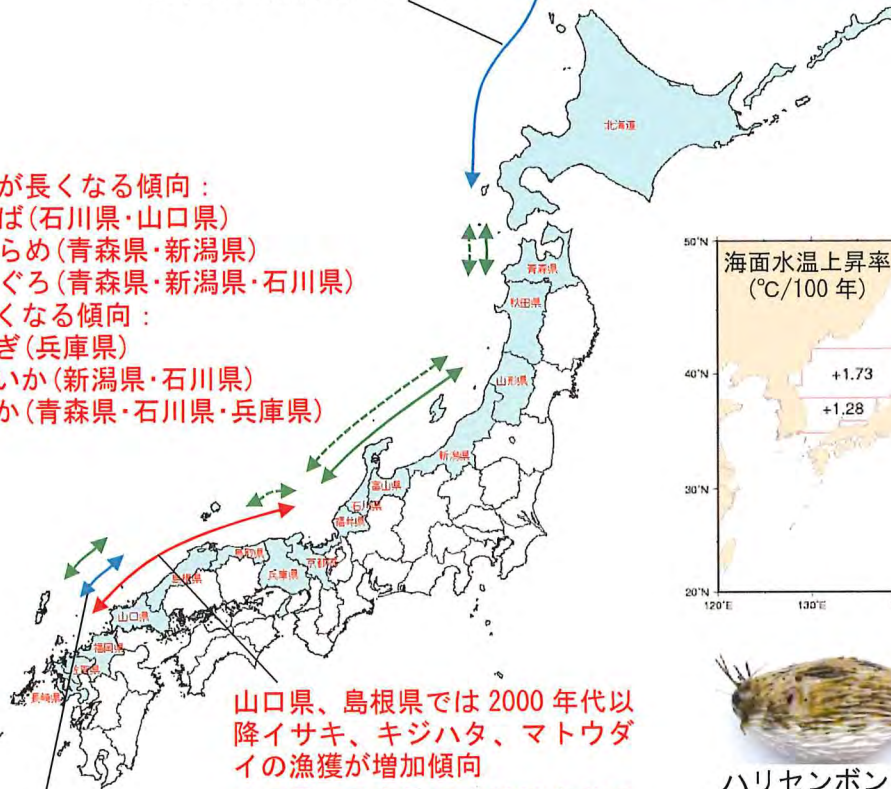 が長くなる傾向：
ば(石川県･山口県)
らめ(青森県･新潟県)
ぐろ(青森県･新潟県･石川県)
くなる傾向：
ぎ(兵庫県)
いか(新潟県･石川県)
か(青森県･石川県･兵庫県)
北海道
青森県
秋田県
山形県
新潟県
富山県
石川県
福井県
京都府
兵庫県
鳥取県
島根県
山口県
福岡県
佐賀県
長崎県
山口県、島根県では 2000 年代以
降イサキ、キジハタ、マトウダ
イの漁獲が増加傾向
海面水温上昇率
(℃/100 年)
50°N
40°N
30°N
20°N
120°E
130°E
+1.73
+1.28
ハリセンボン